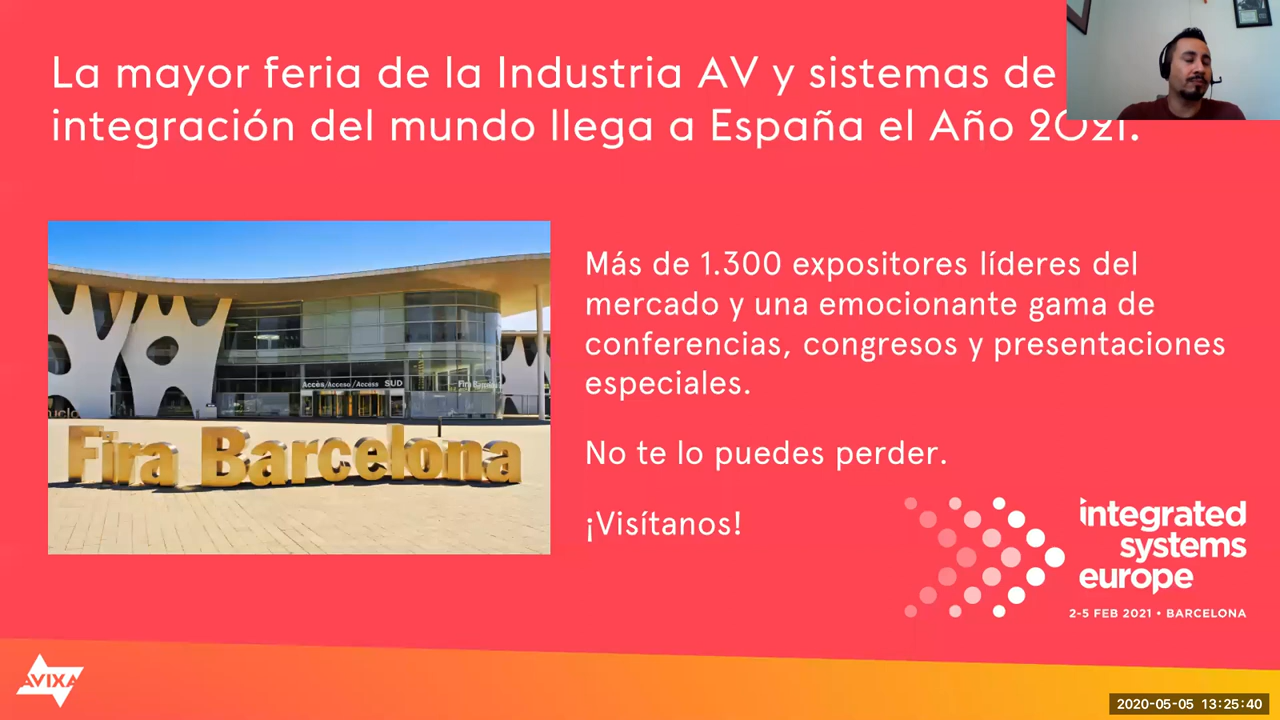 La mayor feria de la Industria AV y sistemas de
integración del mundo llega a España el Año 2021.
Accès/Acceso/Access SUD
Fira Barcelona
Más de 1.300 expositores líderes del
mercado y una emocionante gama de
conferencias, congresos y presentaciones
especiales.
No te lo puedes perder.
¡Visítanos!
integrated
systems
europe
2-5 FEB 2021 • BARCELONA
AVIXA
2020-05-05 13:25:40